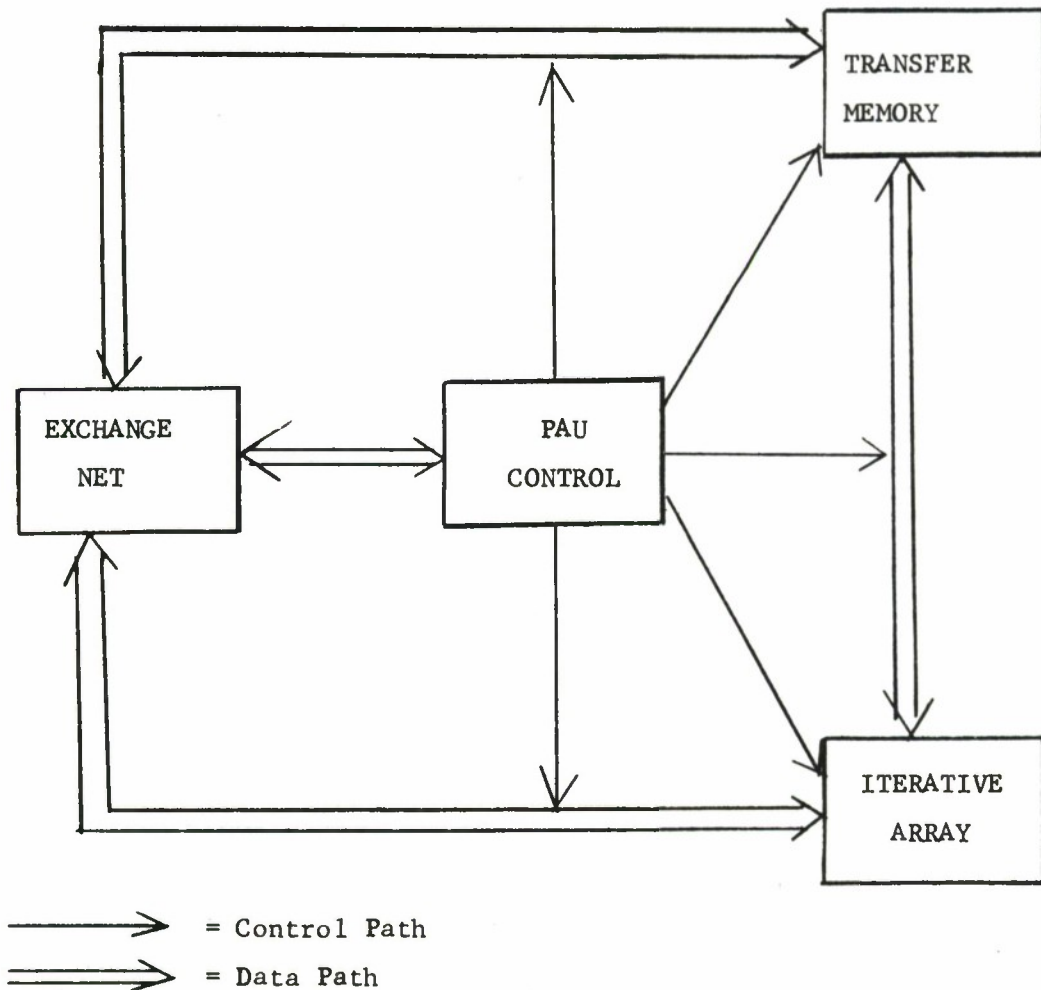 TRANSFER
MEMORY
EXCHANGE
NET
PAU
CONTROL
ITERATIVE
ARRAY
= Control Path
= Data Path